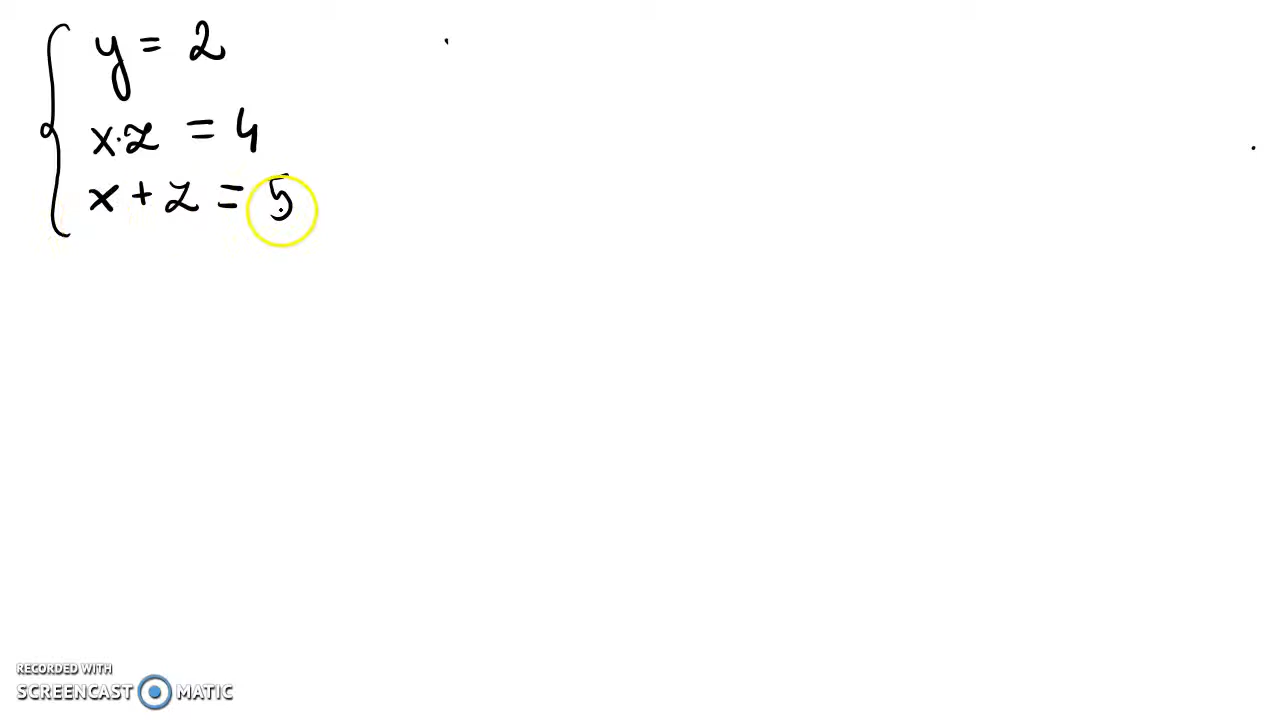 y = 2
x·z = 4
x + z = 5
RECORDED WITH
SCREENCAST MATIC